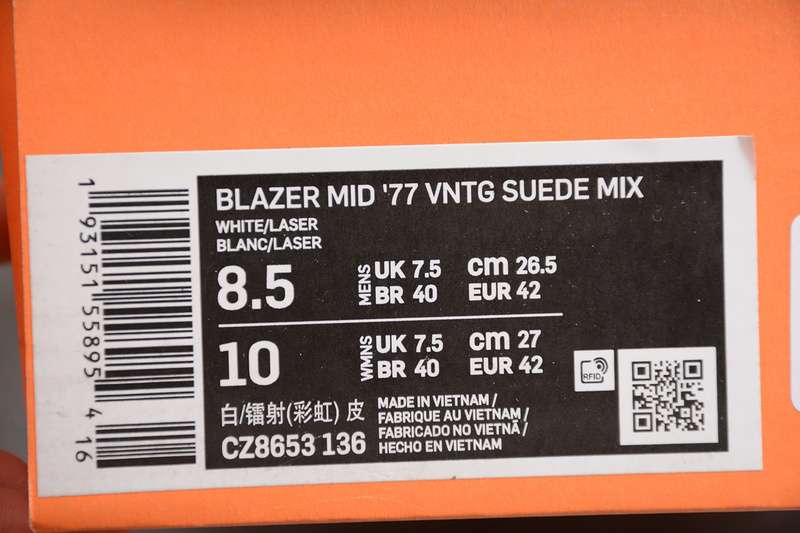 BLAZER MID '77 VNTG SUEDE MIX
WHITE/LASER
BLANC/LASER
8.5 MENS UK 7.5 cm 26.5
BR 40 EUR 42
10 WMNS UK 7.5 cm 27
BR 40 EUR 42
白/镭射(彩虹) 皮
CZ8653 136
MADE IN VIETNAM /
FABRIQUE AU VIETNAM /
FABRICADO NO VIETNÃ /
HECHO EN VIETNAM
RFID
1 93151 55895 4 16